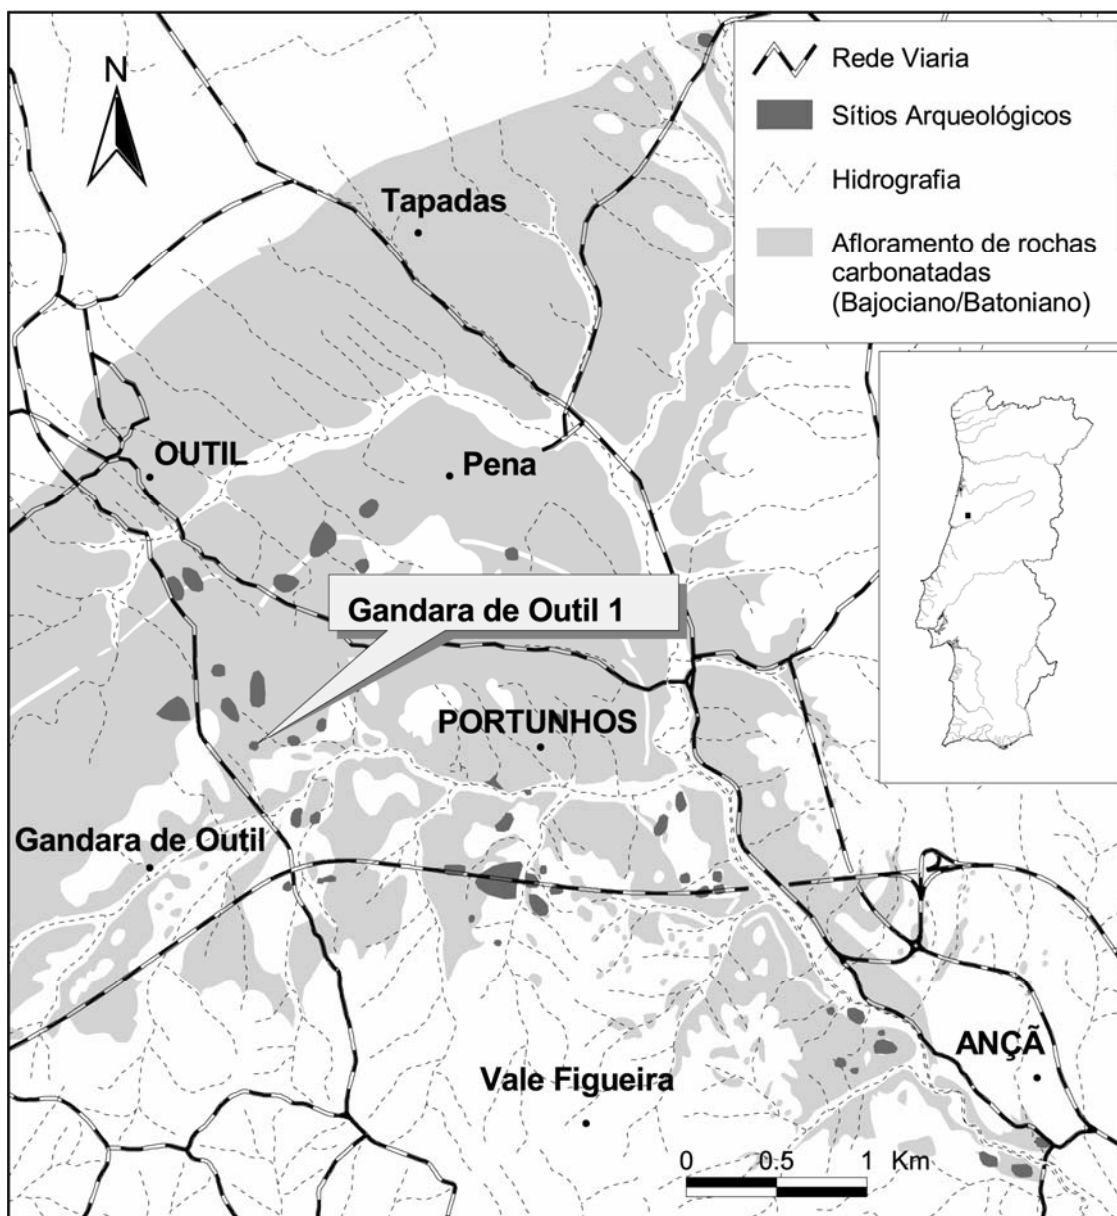 N
Rede Viaria
Sítios Arqueológicos
Hidrografia
Afloramento de rochas
carbonatadas
(Bajociano/Batoniano)
Tapadas
OUTIL
Pena
Gandara de Outil 1
PORTUNHOS
Gandara de Outil
ANÇÃ
Vale Figueira
0 0.5 1 Km